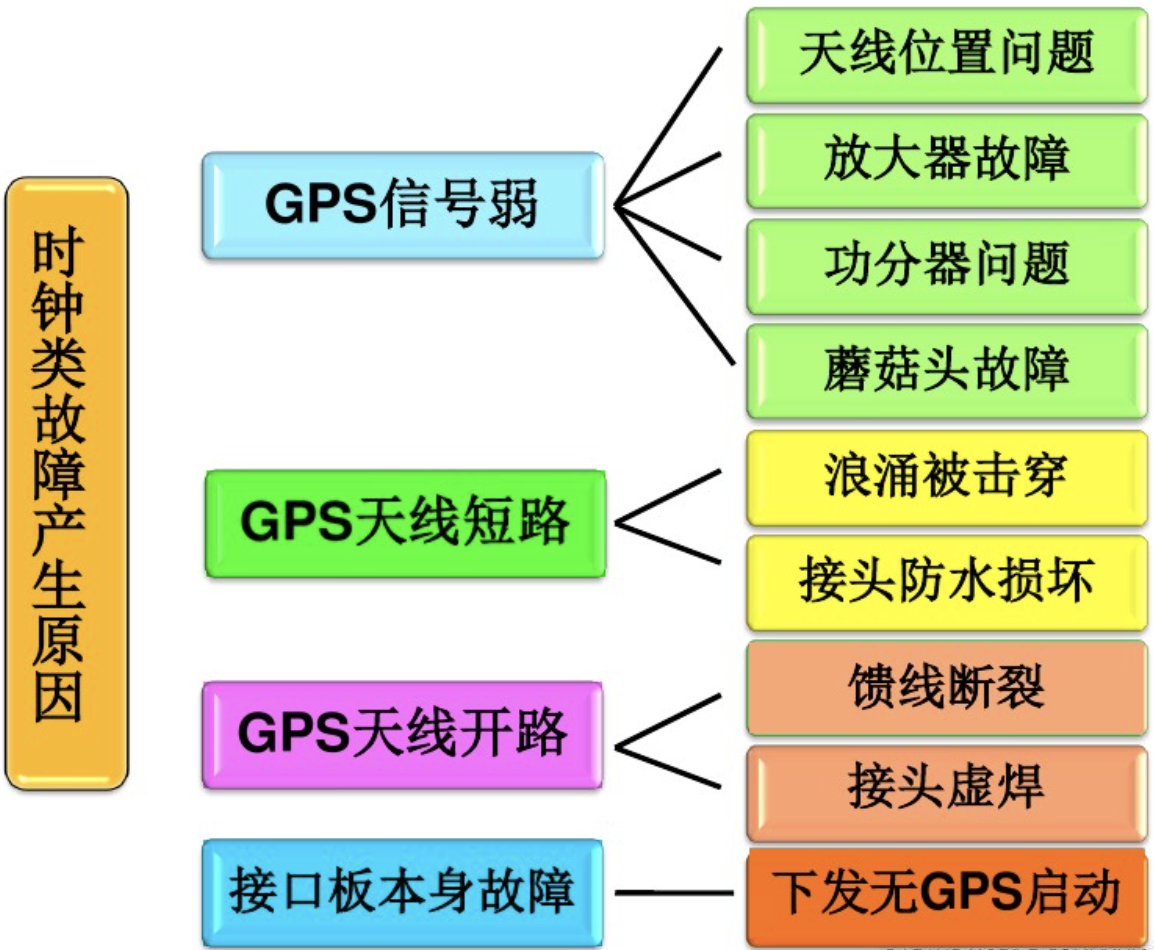 时钟类故障产生原因
GPS信号弱
天线位置问题
放大器故障
功分器问题
蘑菇头故障
GPS天线短路
浪涌被击穿
接头防水损坏
GPS天线开路
馈线断裂
接头虚焊
接口板本身故障
下发无GPS启动